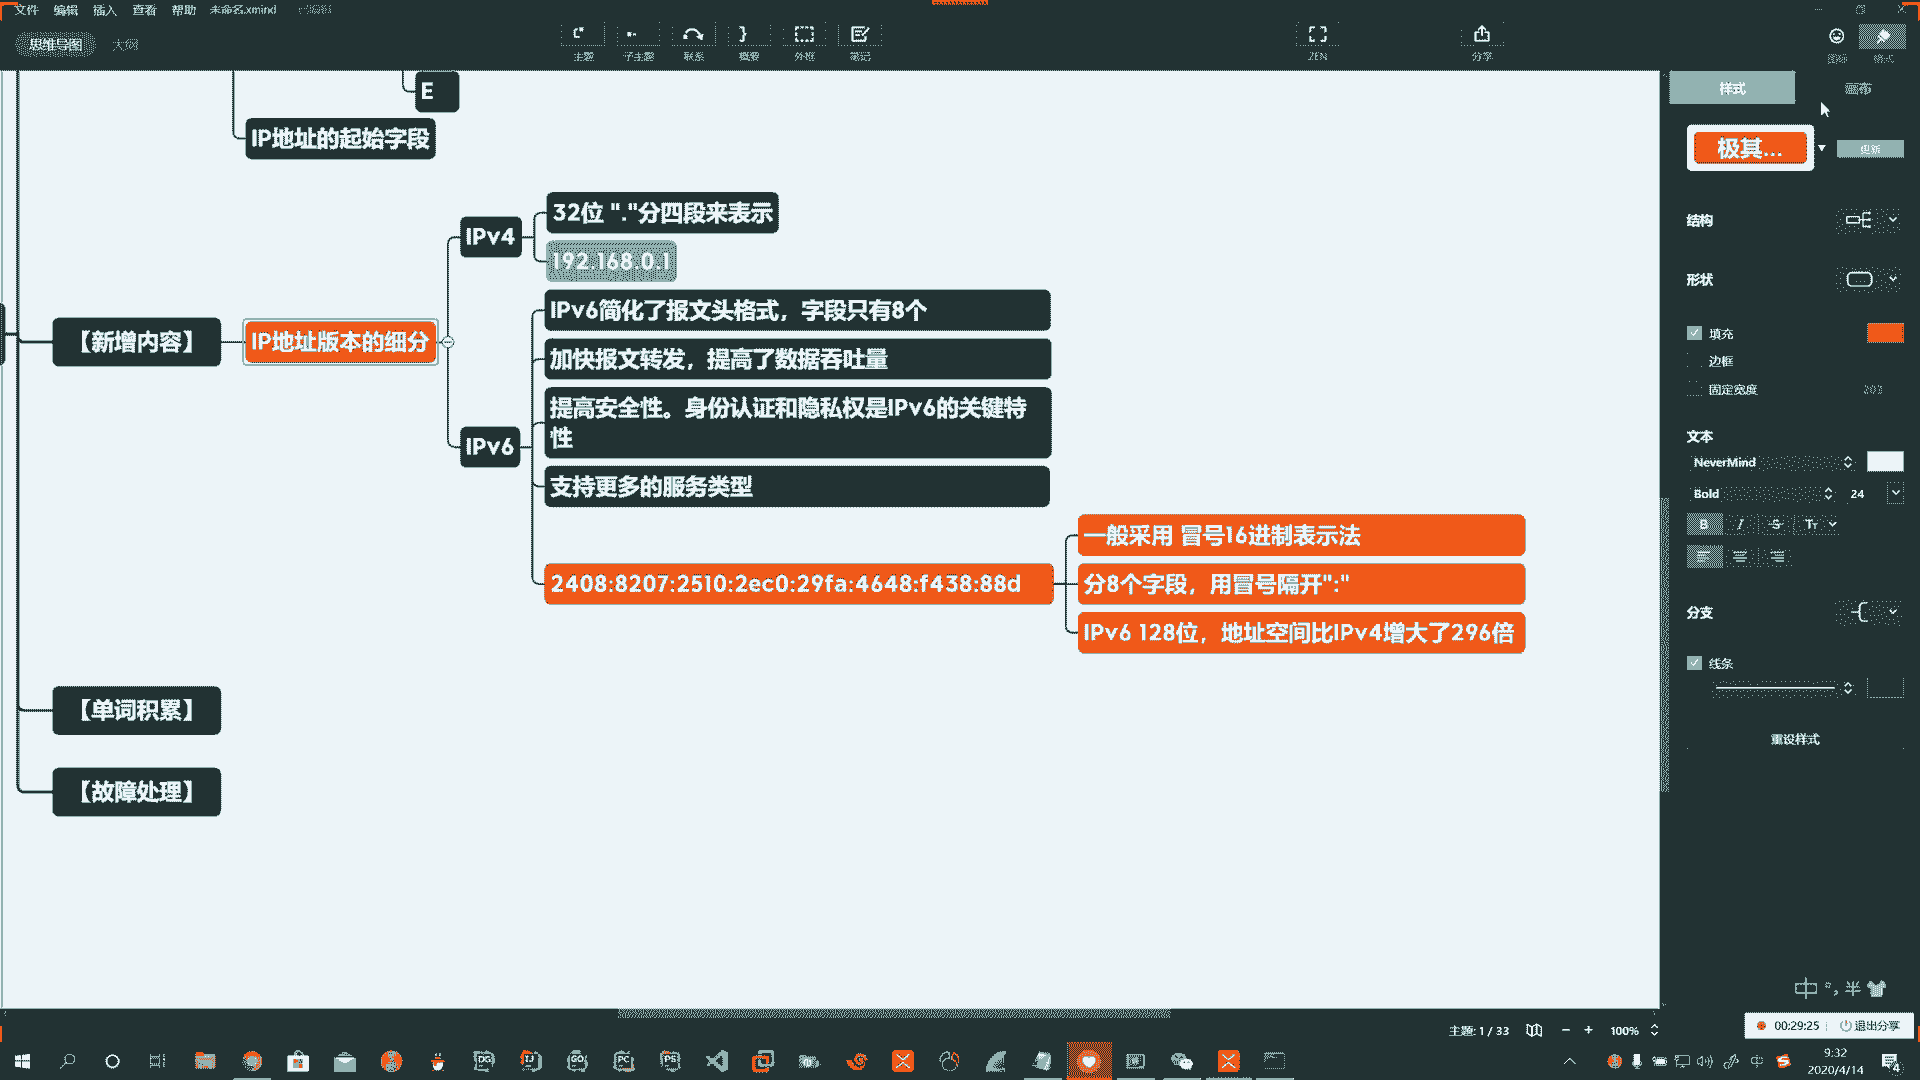 文件 编辑 插入 查看 帮助 未命名.xmind
思维导图 大纲
主题 子主题 联系 概要 外框 笔记 ZEN 分享 图标 格式
E
IP地址的起始字段
IPv4
32位 "."分四段来表示
192.168.0.1
【新增内容】
IP地址版本的细分
IPv6
IPv6简化了报文头格式，字段只有8个
加快报文转发，提高了数据吞吐量
提高安全性。身份认证和隐私权是IPv6的关键特
性
支持更多的服务类型
2408:8207:2510:2ec0:29fa:4648:f438:88d
一般采用 冒号16进制表示法
分8个字段，用冒号隔开":"
IPv6 128位，地址空间比IPv4增大了296倍
【单词积累】
【故障处理】
样式 画布
极其... 更新
结构
形状
填充
边框
固定宽度 203
文本
NeverMind
Bold 24
B I S Tт
分支
线条
重设样式
中 °, 半
主题: 1 / 33 − + 100%
00:29:25 退出分享
DG IJ GO PC PS
中 S
9:32
2020/4/14
4